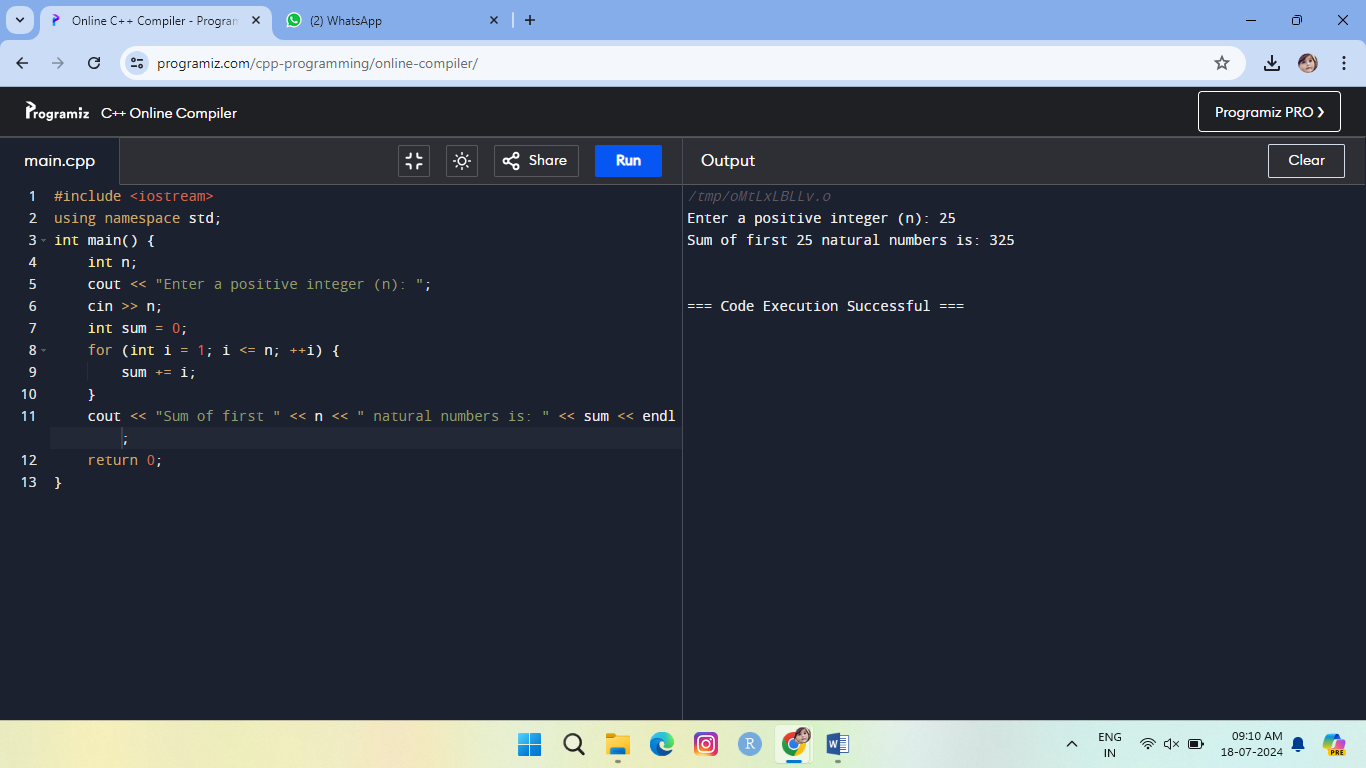 Online C++ Compiler - Program
(2) WhatsApp
programiz.com/cpp-programming/online-compiler/
Programiz C++ Online Compiler
Programiz PRO ❯
main.cpp
Share
Run
Output
Clear
1 #include <iostream>
2 using namespace std;
3 int main() {
4 int n;
5 cout << "Enter a positive integer (n): ";
6 cin >> n;
7 int sum = 0;
8 for (int i = 1; i <= n; ++i) {
9 sum += i;
10 }
11 cout << "Sum of first " << n << " natural numbers is: " << sum << endl
;
12 return 0;
13 }
/tmp/oMtLxLBLLv.o
Enter a positive integer (n): 25
Sum of first 25 natural numbers is: 325
=== Code Execution Successful ===
R
W
ENG
IN
09:10 AM
18-07-2024
PRE